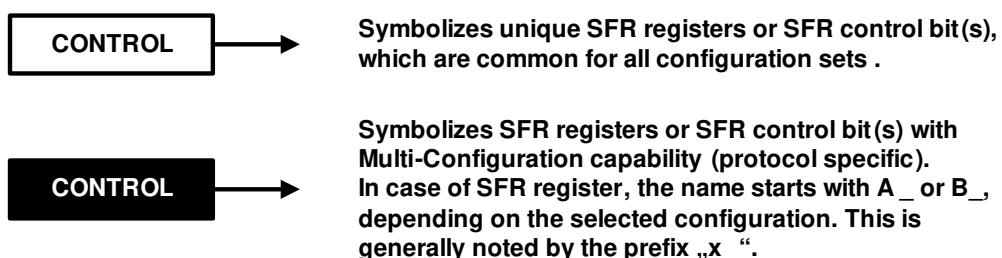 CONTROL
Symbolizes unique SFR registers or SFR control bit(s),
which are common for all configuration sets .
CONTROL
Symbolizes SFR registers or SFR control bit(s) with
Multi-Configuration capability (protocol specific).
In case of SFR register, the name starts with A _ or B_,
depending on the selected configuration. This is
generally noted by the prefix „x “.